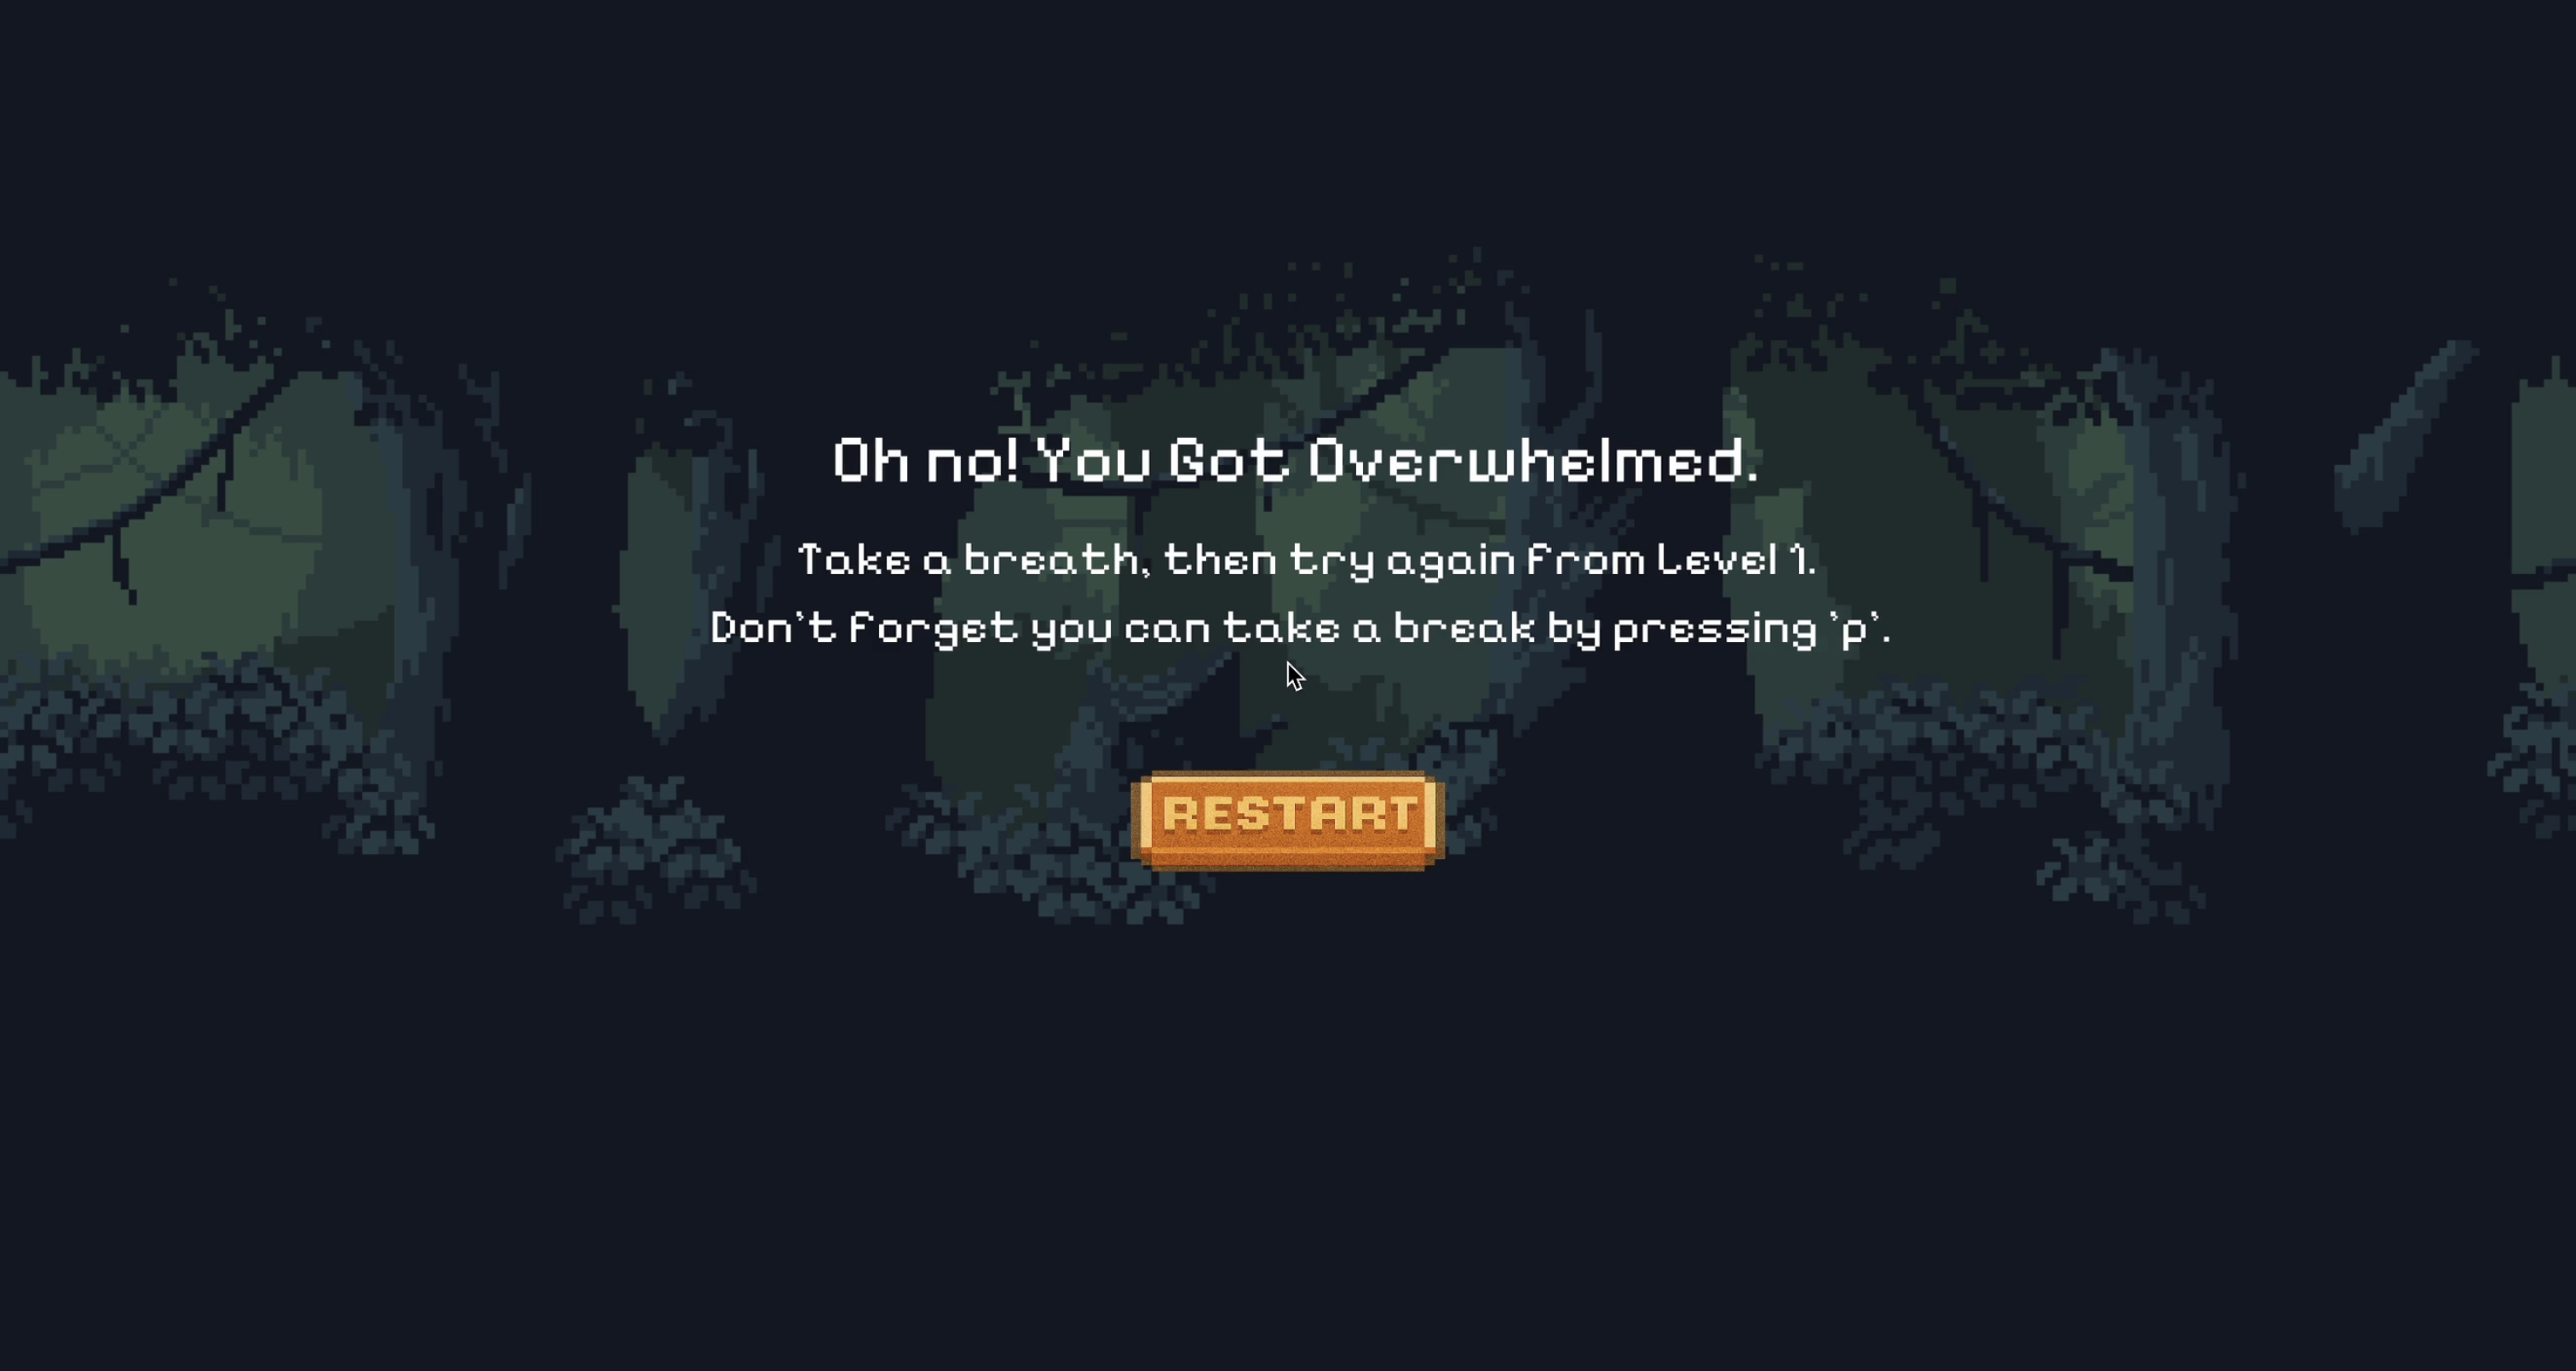 Oh no! You Got Overwhelmed.
Take a breath, then try again from Level 1.
Don't forget you can take a break by pressing 'p'.
RESTART